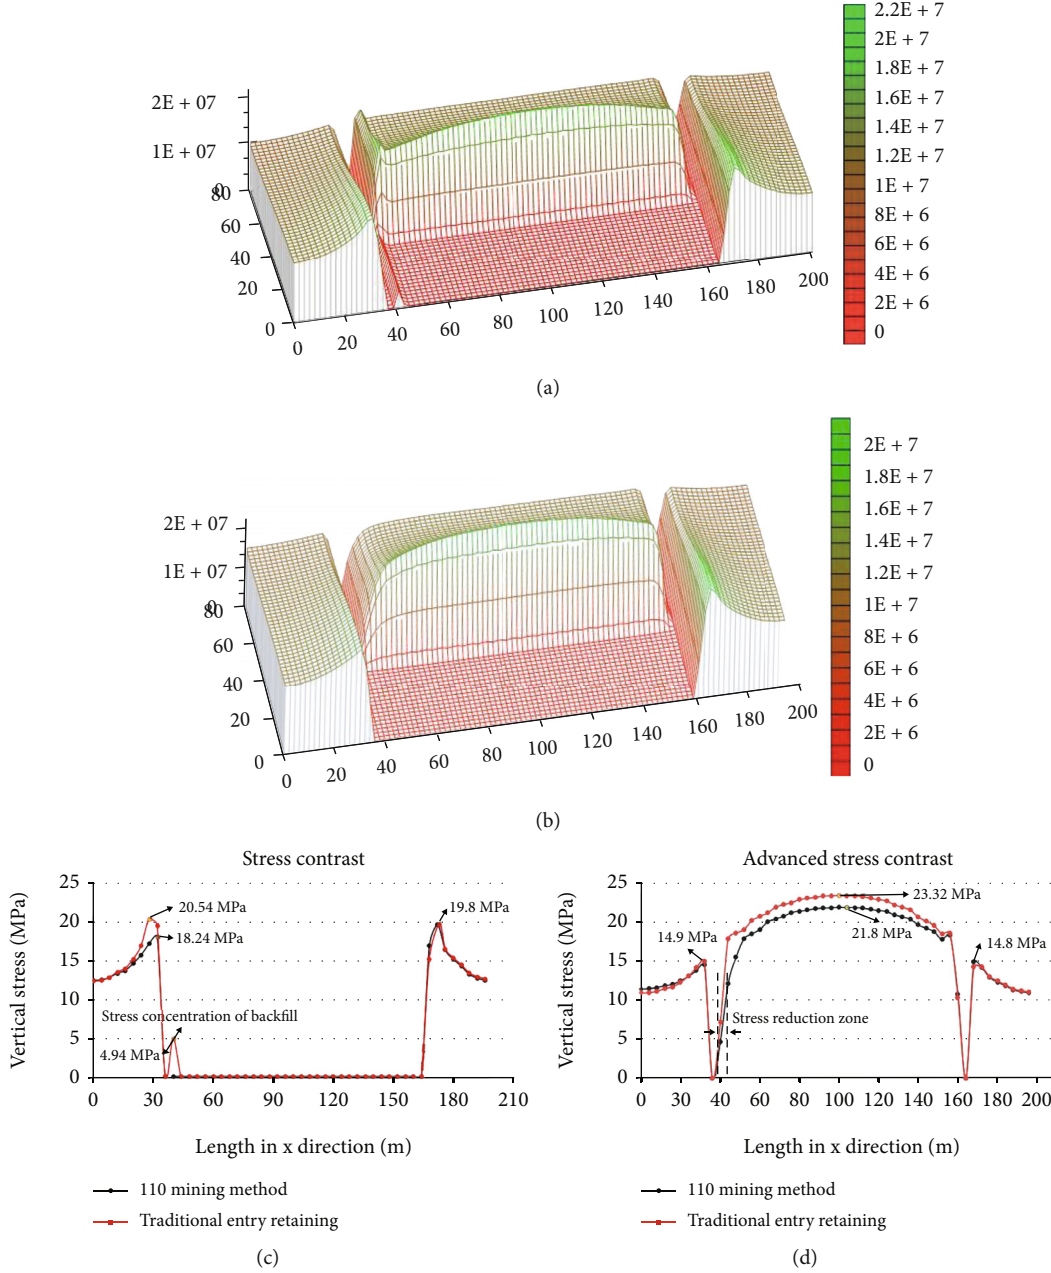 2.2E + 7
2E + 7
1.8E + 7
1.6E + 7
1.4E + 7
1.2E + 7
1E + 7
8E + 6
6E + 6
4E + 6
2E + 6
0
2E + 07
1E + 07
0
80
60
40
20
0
0 20 40 60 80 100 120 140 160 180 200
(a)
2E + 7
1.8E + 7
1.6E + 7
1.4E + 7
1.2E + 7
1E + 7
8E + 6
6E + 6
4E + 6
2E + 6
0
2E + 07
1E + 07
0
80
60
40
20
0
0 20 40 60 80 100 120 140 160 180 200
(b)
Stress contrast
Vertical stress (MPa)
25
20
15
10
5
0
20.54 MPa
18.24 MPa
19.8 MPa
Stress concentration of backfill
4.94 MPa
0 30 60 90 120 150 180 210
Length in x direction (m)
110 mining method
Traditional entry retaining
(c)
Advanced stress contrast
Vertical stress (MPa)
25
20
15
10
5
0
23.32 MPa
21.8 MPa
14.9 MPa
14.8 MPa
Stress reduction zone
0 30 40 60 80 100 120 140 160 196
Length in x direction (m)
110 mining method
Traditional entry retaining
(d)